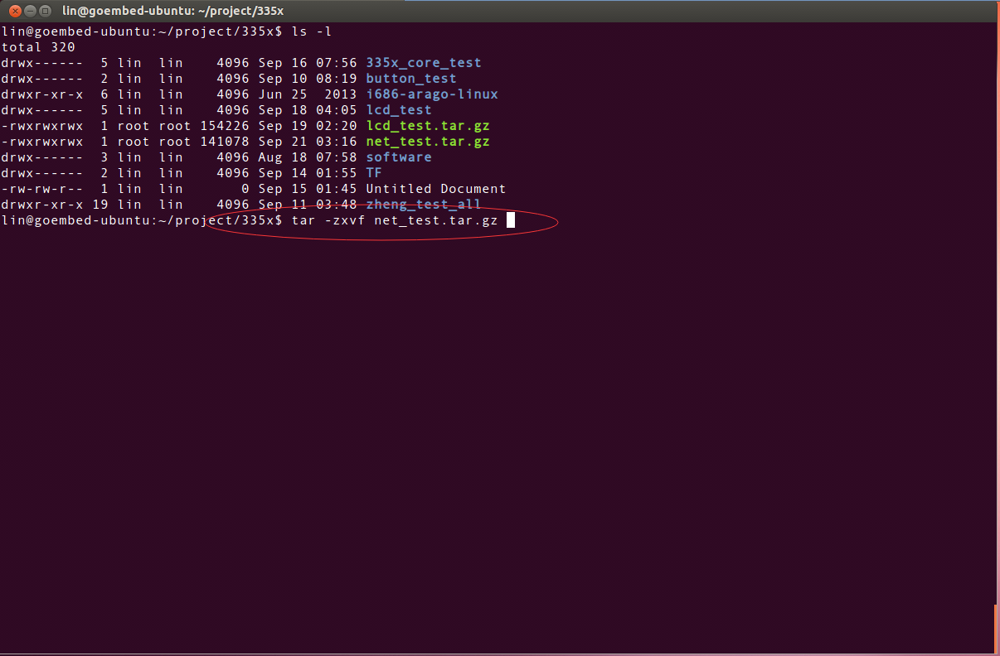 lin@goembed-ubuntu: ~/project/335x
lin@goembed-ubuntu:~/project/335x$ ls -l
total 320
drwx------  5 lin  lin    4096 Sep 16 07:56 335x_core_test
drwx------  2 lin  lin    4096 Sep 10 08:19 button_test
drwxr-xr-x  6 lin  lin    4096 Jun 25  2013 i686-arago-linux
drwx------  5 lin  lin    4096 Sep 18 04:05 lcd_test
-rwxrwxrwx  1 root root 154226 Sep 19 02:20 lcd_test.tar.gz
-rwxrwxrwx  1 root root 141078 Sep 21 03:16 net_test.tar.gz
drwx------  3 lin  lin    4096 Aug 18 07:58 software
drwx------  2 lin  lin    4096 Sep 14 01:55 TF
-rw-rw-r--  1 lin  lin       0 Sep 15 01:45 Untitled Document
drwxr-xr-x 19 lin  lin    4096 Sep 11 03:48 zheng_test_all
lin@goembed-ubuntu:~/project/335x$ tar -zxvf net_test.tar.gz